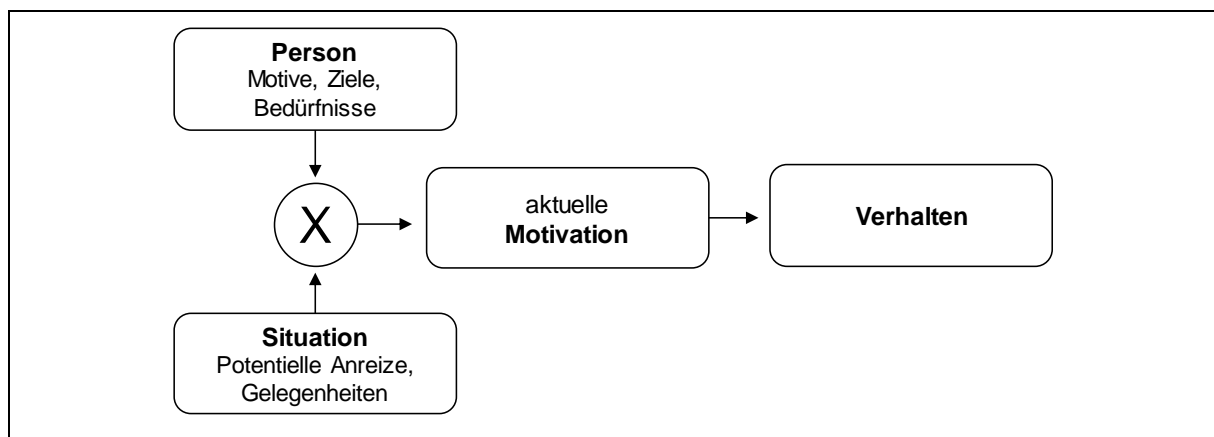 Person
Motive, Ziele,
Bedürfnisse
X
aktuelle
Motivation
Verhalten
Situation
Potentielle Anreize,
Gelegenheiten